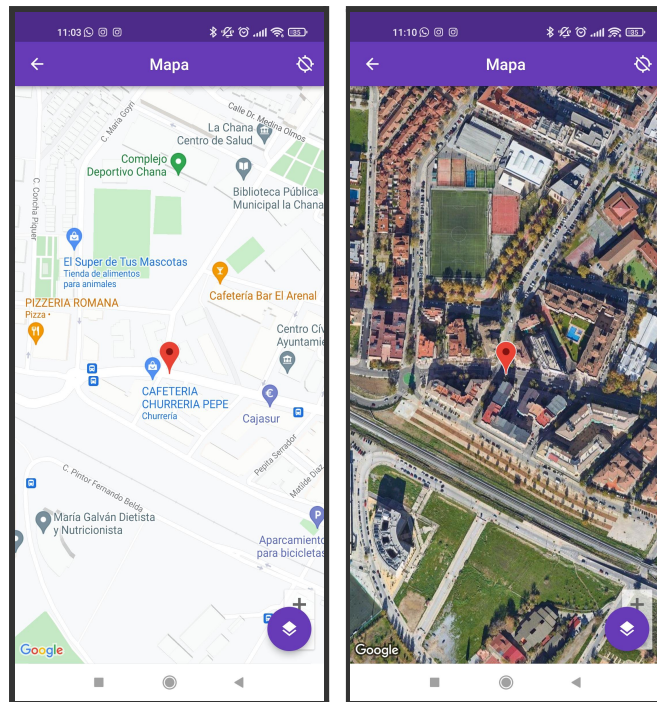 11:03
35
Mapa
C. María Goyri
Calle Dr. Medina Olmos
La Chana
Centro de Salud
Complejo
Deportivo Chana
C. Concha Piquer
Biblioteca Pública
Municipal la Chana
El Super de Tus Mascotas
Tienda de alimentos
para animales
Cafetería Bar El Arenal
PIZZERIA ROMANA
Pizza •
Centro Cív
Ayuntamie
CAFETERIA
CHURRERIA PEPE
Churrería
Cajasur
Pepita Serrador
Matilde Díaz
C. Pintor Fernando Belda
María Galván Dietista
y Nutricionista
P
Aparcamiento
para bicicletas
+
Google
11:10
35
Mapa
+
Google